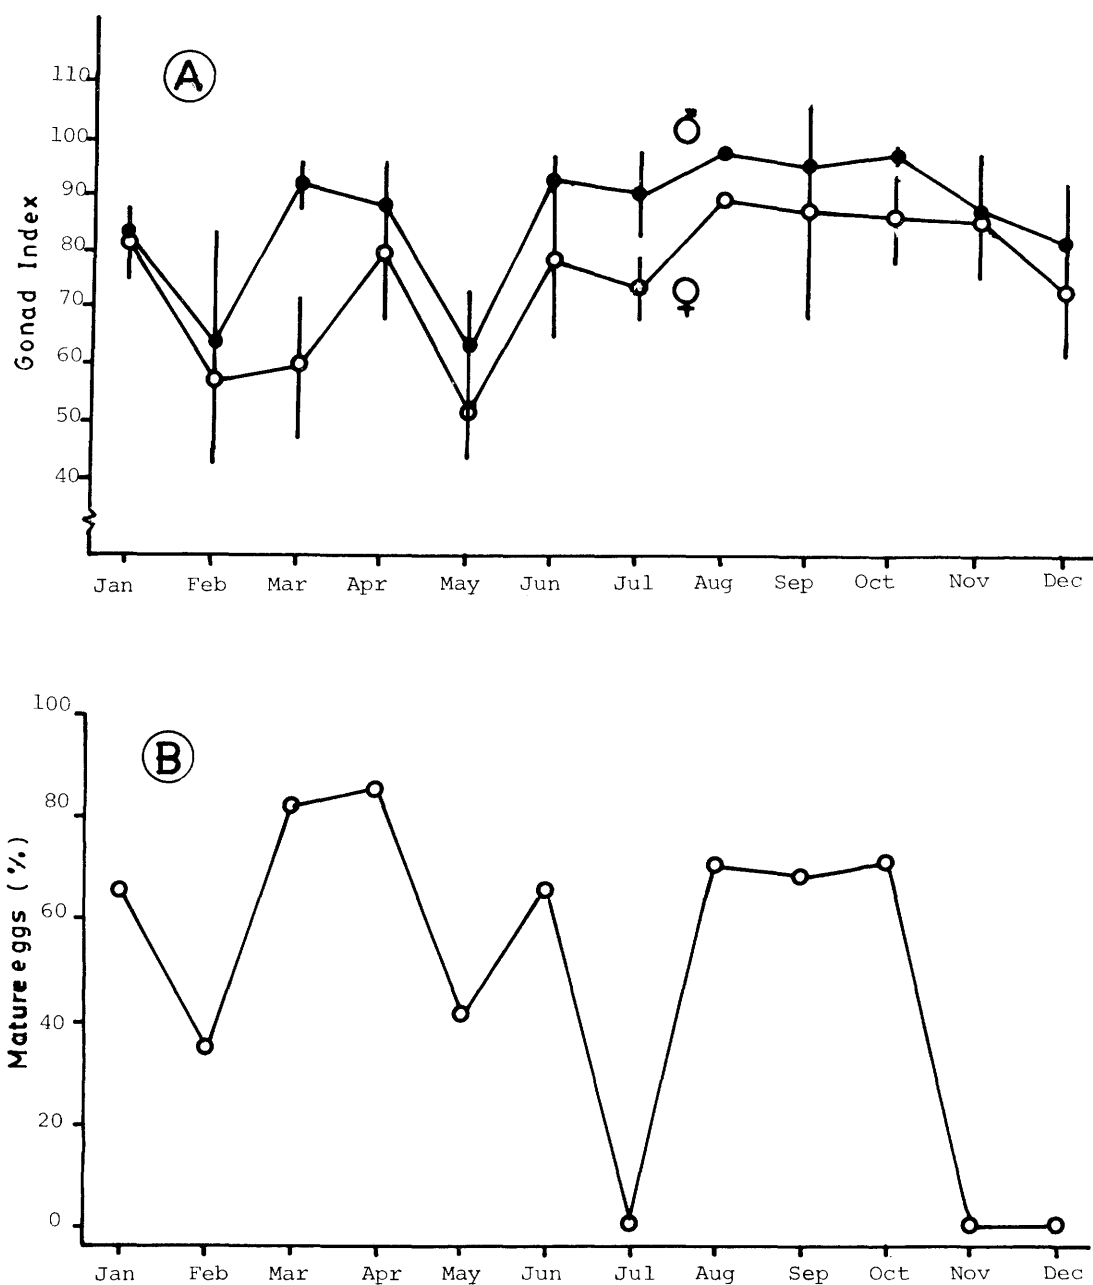 A
110
100
90
80
70
60
50
40
Gonad Index
♂
♀
Jan Feb Mar Apr May Jun Jul Aug Sep Oct Nov Dec
B
100
80
60
40
20
0
Mature eggs (%)
Jan Feb Mar Apr May Jun Jul Aug Sep Oct Nov Dec